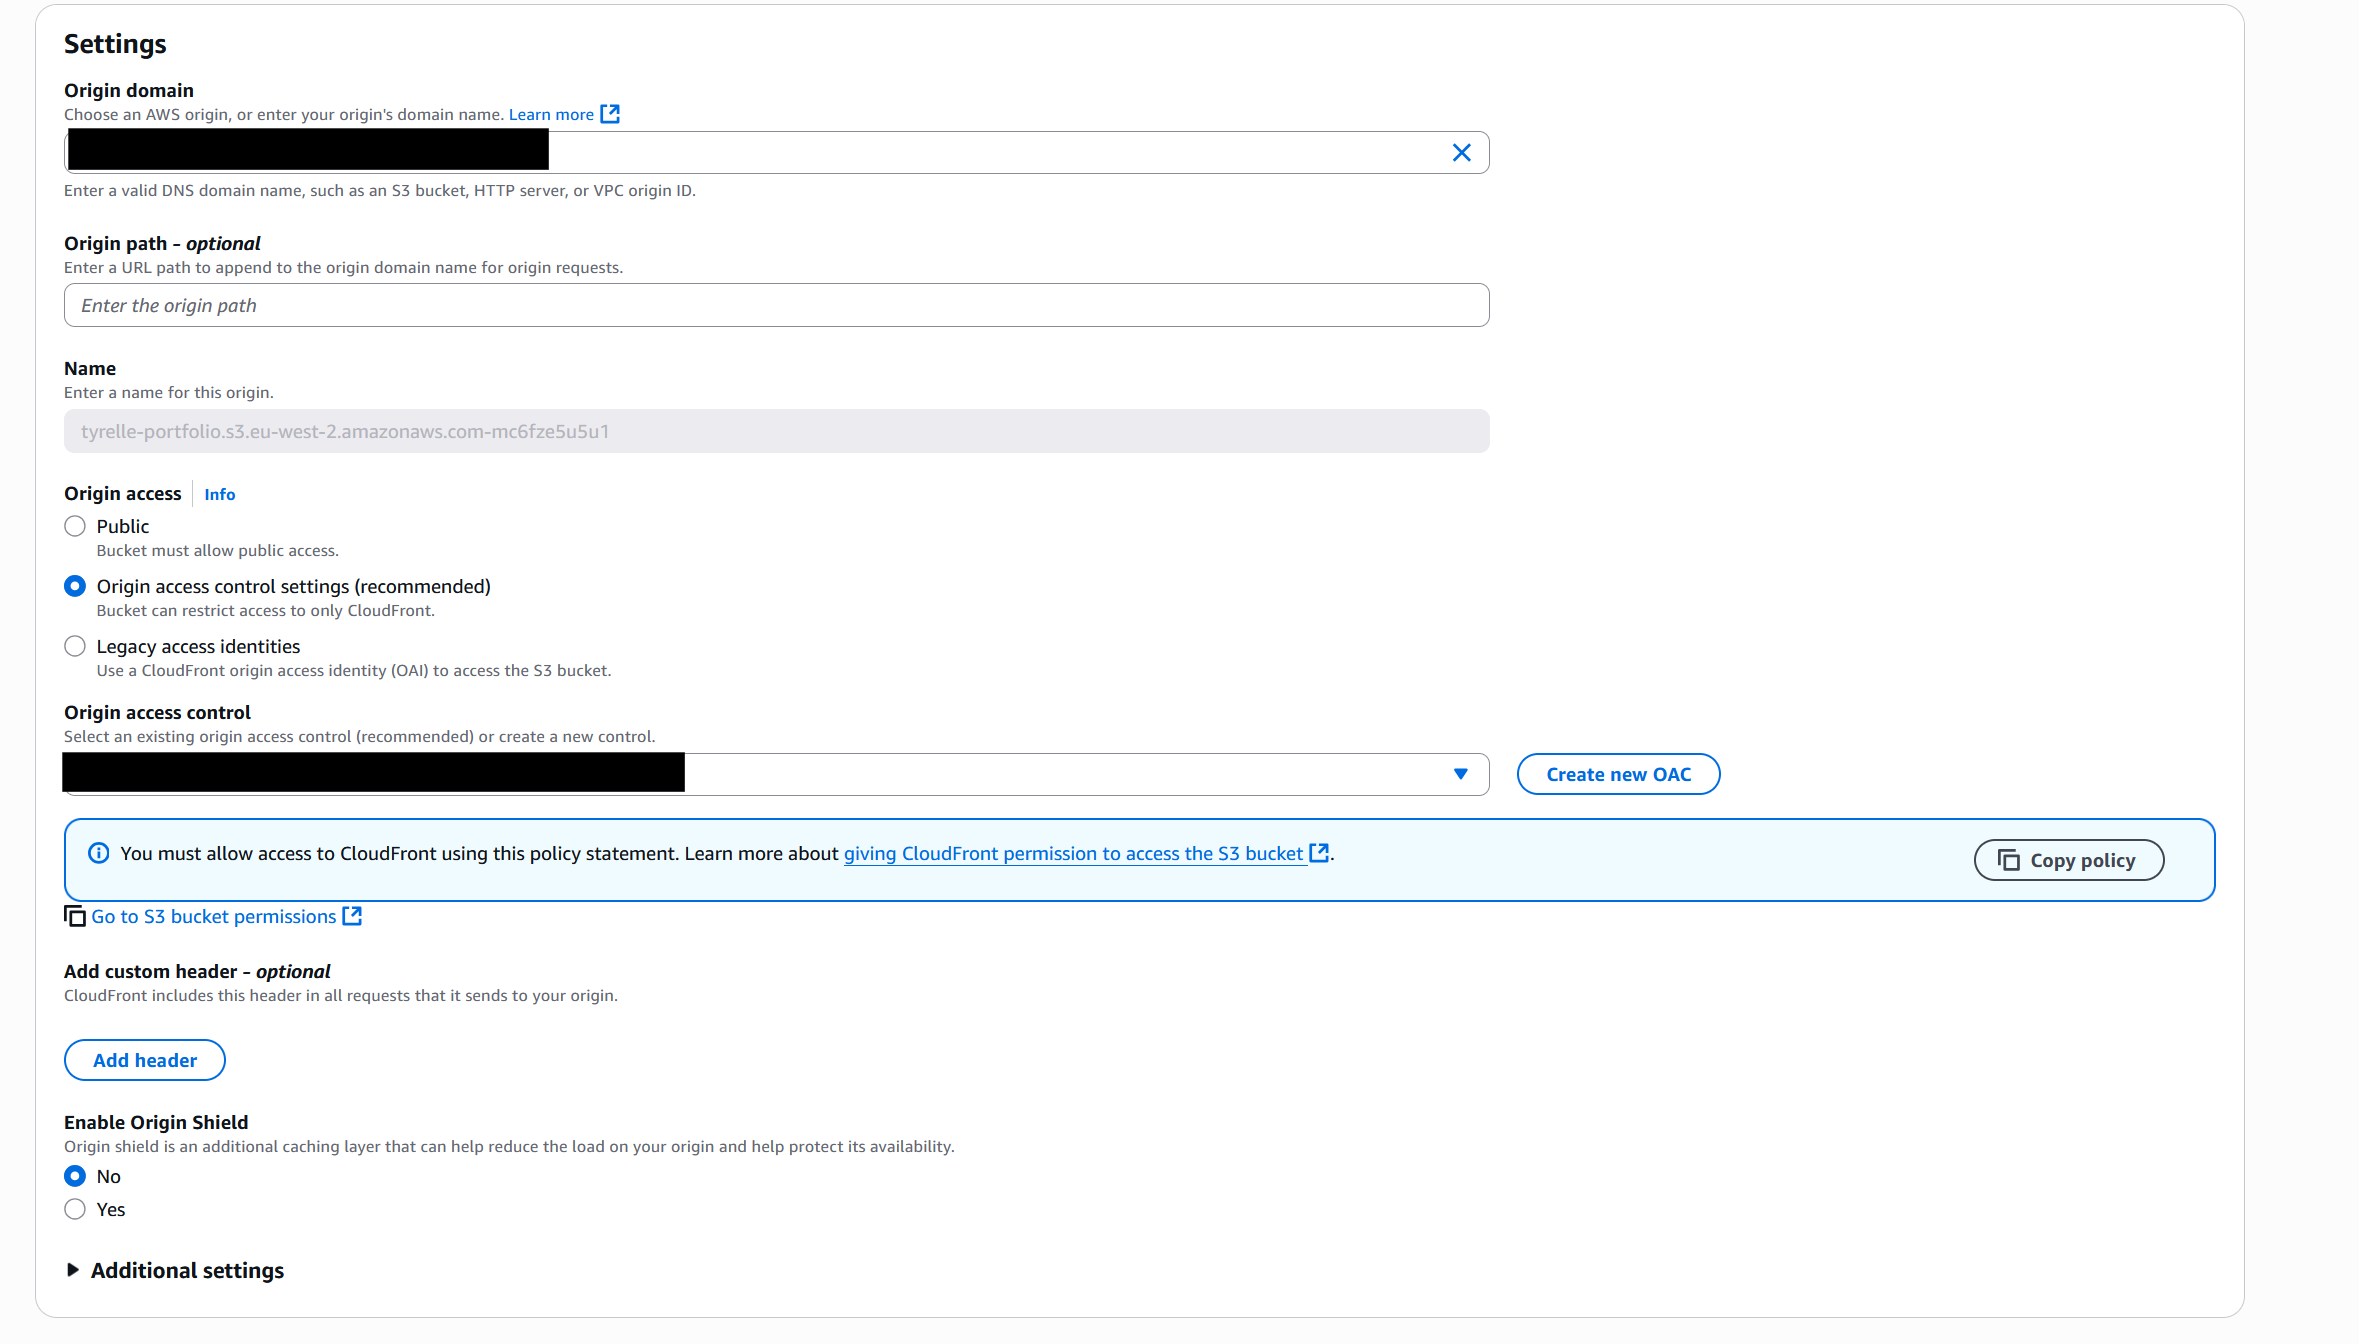 Settings
Origin domain
Choose an AWS origin, or enter your origin's domain name. Learn more
Enter a valid DNS domain name, such as an S3 bucket, HTTP server, or VPC origin ID.
Origin path - optional
Enter a URL path to append to the origin domain name for origin requests.
Enter the origin path
Name
Enter a name for this origin.
tyrelle-portfolio.s3.eu-west-2.amazonaws.com-mc6fze5u5u1
Origin access Info
Public
Bucket must allow public access.
Origin access control settings (recommended)
Bucket can restrict access to only CloudFront.
Legacy access identities
Use a CloudFront origin access identity (OAI) to access the S3 bucket.
Origin access control
Select an existing origin access control (recommended) or create a new control.
Create new OAC
You must allow access to CloudFront using this policy statement. Learn more about giving CloudFront permission to access the S3 bucket.
Copy policy
Go to S3 bucket permissions
Add custom header - optional
CloudFront includes this header in all requests that it sends to your origin.
Add header
Enable Origin Shield
Origin shield is an additional caching layer that can help reduce the load on your origin and help protect its availability.
No
Yes
Additional settings